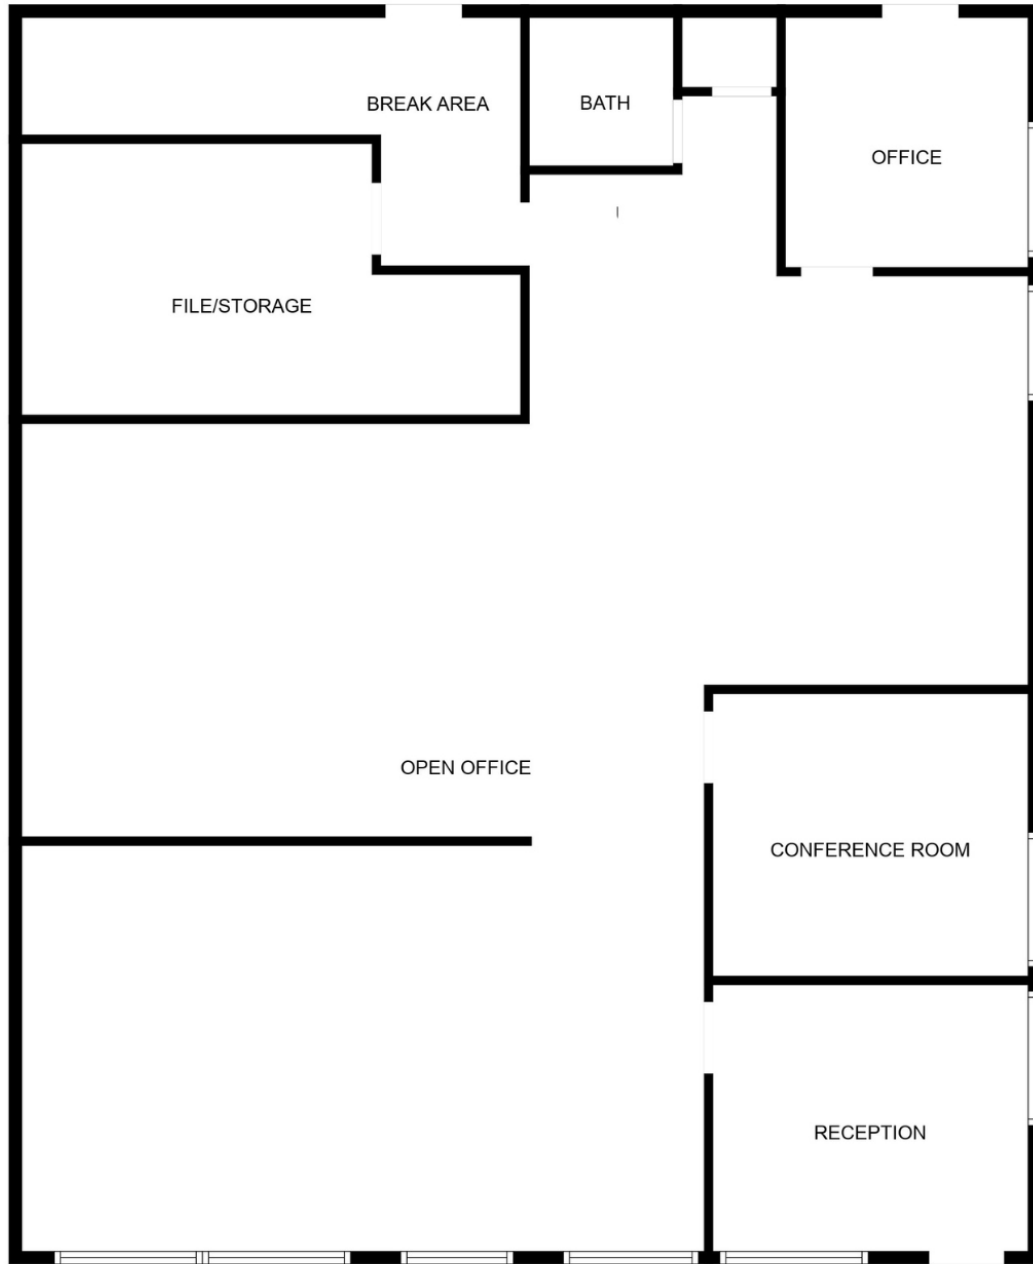 BREAK AREA
BATH
OFFICE
FILE/STORAGE
OPEN OFFICE
CONFERENCE ROOM
RECEPTION